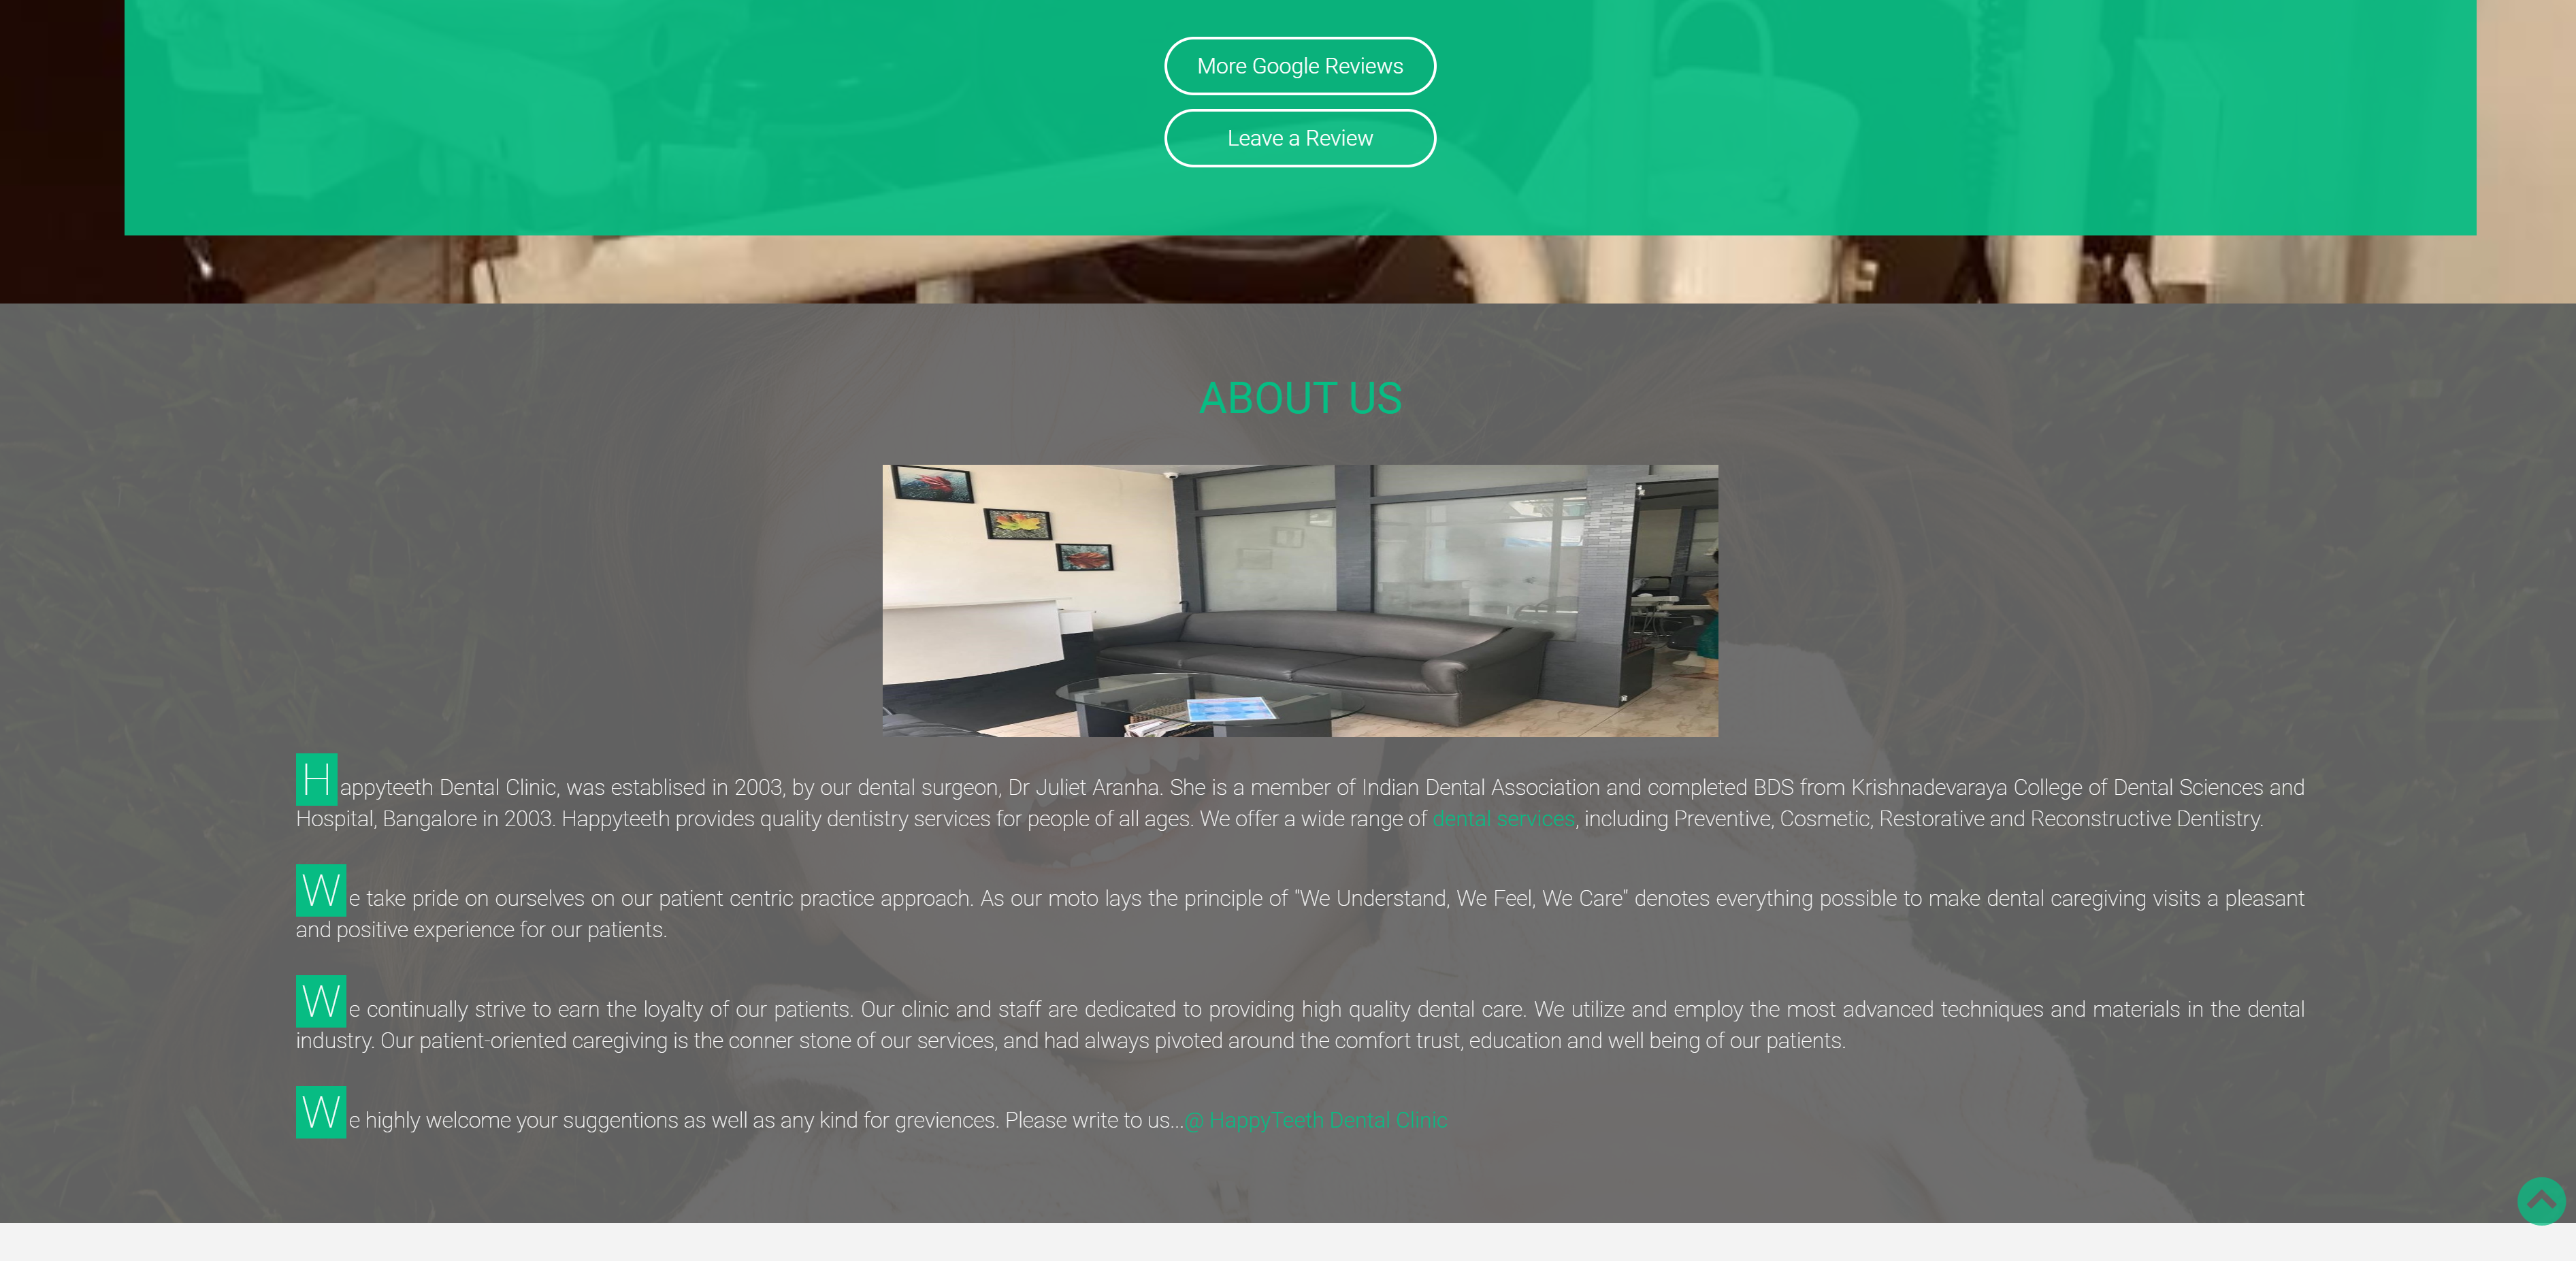 More Google Reviews
Leave a Review
ABOUT US
Happyteeth Dental Clinic, was establised in 2003, by our dental surgeon, Dr Juliet Aranha. She is a member of Indian Dental Association and completed BDS from Krishnadevaraya College of Dental Sciences and
Hospital, Bangalore in 2003. Happyteeth provides quality dentistry services for people of all ages. We offer a wide range of dental services, including Preventive, Cosmetic, Restorative and Reconstructive Dentistry.
We take pride on ourselves on our patient centric practice approach. As our moto lays the principle of "We Understand, We Feel, We Care" denotes everything possible to make dental caregiving visits a pleasant
and positive experience for our patients.
We continually strive to earn the loyalty of our patients. Our clinic and staff are dedicated to providing high quality dental care. We utilize and employ the most advanced techniques and materials in the dental
industry. Our patient-oriented caregiving is the conner stone of our services, and had always pivoted around the comfort trust, education and well being of our patients.
We highly welcome your suggestions as well as any kind for greviences. Please write to us...@ HappyTeeth Dental Clinic